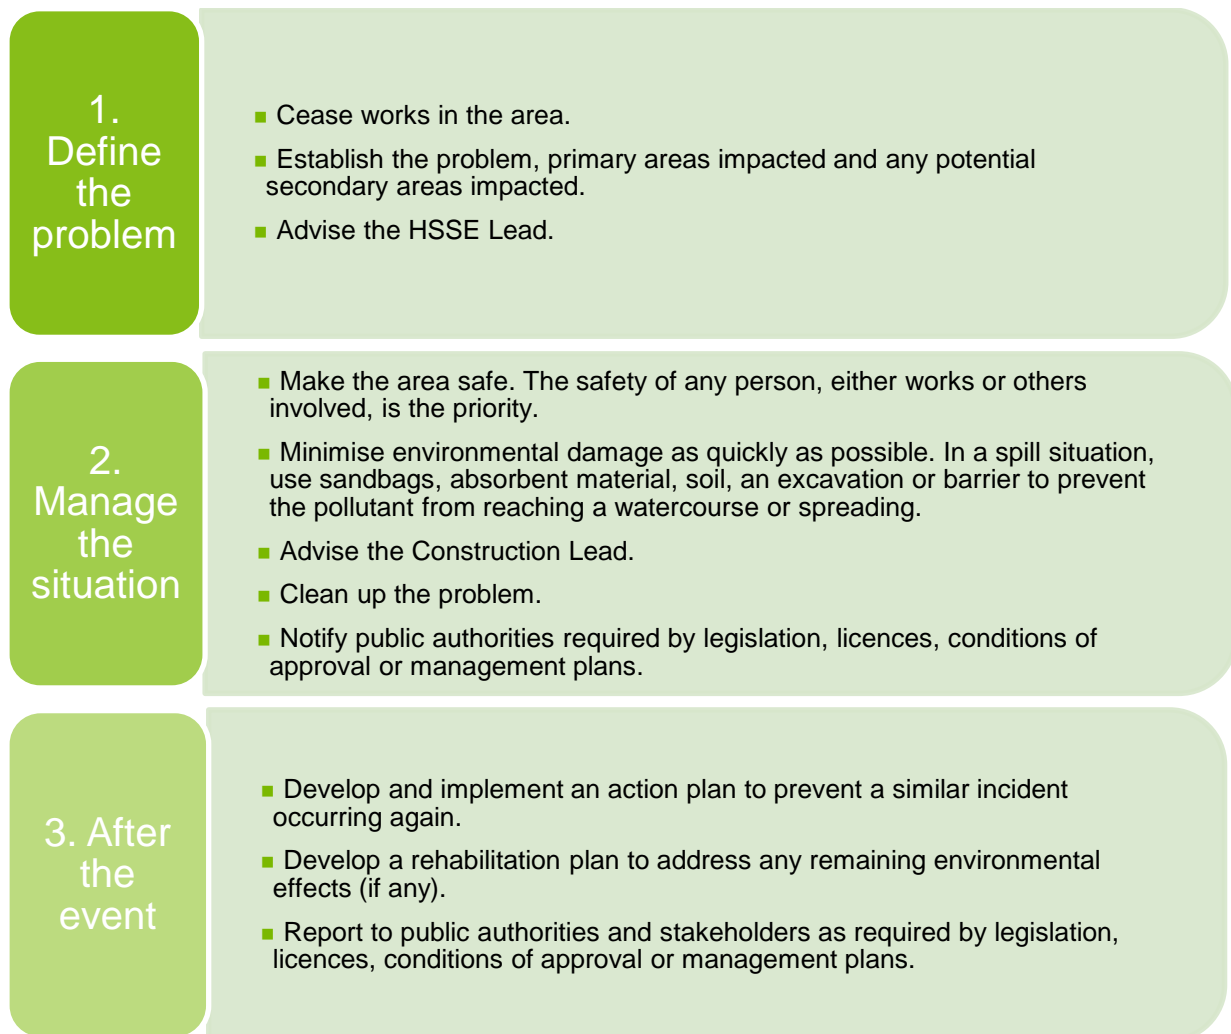 1.
Define
the
problem
■ Cease works in the area.
■ Establish the problem, primary areas impacted and any potential
secondary areas impacted.
■ Advise the HSSE Lead.
2.
Manage
the
situation
■ Make the area safe. The safety of any person, either works or others
involved, is the priority.
■ Minimise environmental damage as quickly as possible. In a spill situation,
use sandbags, absorbent material, soil, an excavation or barrier to prevent
the pollutant from reaching a watercourse or spreading.
■ Advise the Construction Lead.
■ Clean up the problem.
■ Notify public authorities required by legislation, licences, conditions of
approval or management plans.
3. After
the
event
■ Develop and implement an action plan to prevent a similar incident
occurring again.
■ Develop a rehabilitation plan to address any remaining environmental
effects (if any).
■ Report to public authorities and stakeholders as required by legislation,
licences, conditions of approval or management plans.